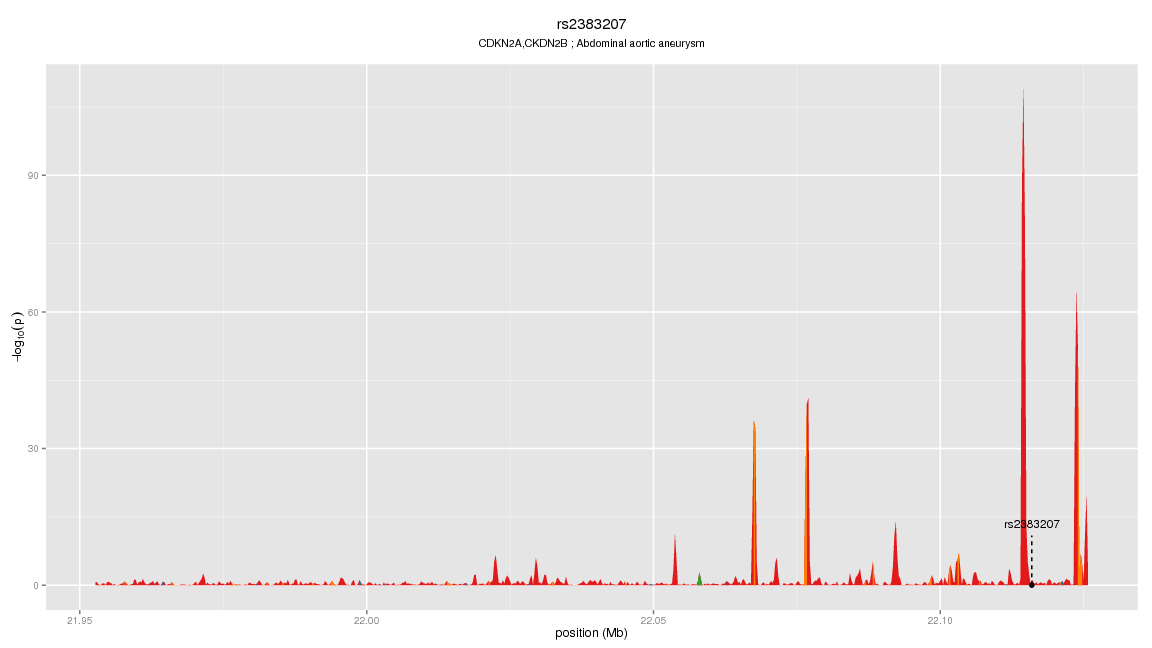 rs2383207
CDKN2A,CKDN2B ; Abdominal aortic aneurysm
90
60
30
0
−log10(p)
rs2383207
21.95
22.00
22.05
22.10
position (Mb)